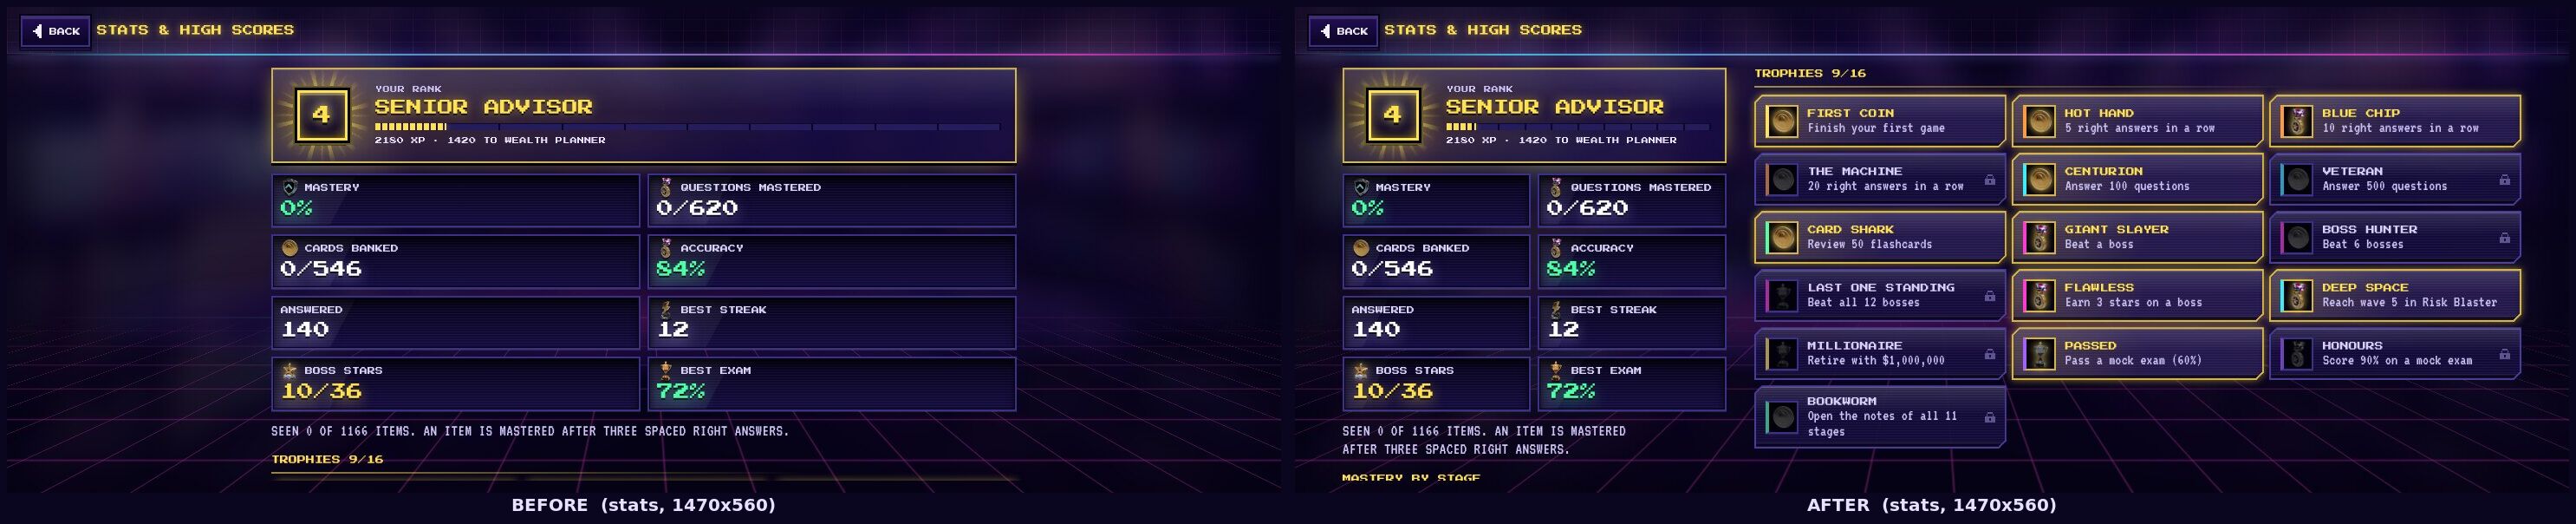 BACK
STATS & HIGH SCORES
4
YOUR RANK
SENIOR ADVISOR
2180 XP · 1420 TO WEALTH PLANNER
MASTERY
0%
QUESTIONS MASTERED
0/620
CARDS BANKED
0/546
ACCURACY
84%
ANSWERED
140
BEST STREAK
12
BOSS STARS
10/36
BEST EXAM
72%
SEEN 0 OF 1166 ITEMS. AN ITEM IS MASTERED AFTER THREE SPACED RIGHT ANSWERS.
TROPHIES 9/16
BEFORE (stats, 1470x560)
BACK
STATS & HIGH SCORES
4
YOUR RANK
SENIOR ADVISOR
2180 XP · 1420 TO WEALTH PLANNER
MASTERY
0%
QUESTIONS MASTERED
0/620
CARDS BANKED
0/546
ACCURACY
84%
ANSWERED
140
BEST STREAK
12
BOSS STARS
10/36
BEST EXAM
72%
SEEN 0 OF 1166 ITEMS. AN ITEM IS MASTERED
AFTER THREE SPACED RIGHT ANSWERS.
MASTERY BY STAGE
TROPHIES 9/16
FIRST COIN
Finish your first game
HOT HAND
5 right answers in a row
BLUE CHIP
10 right answers in a row
THE MACHINE
20 right answers in a row
CENTURION
Answer 100 questions
VETERAN
Answer 500 questions
CARD SHARK
Review 50 flashcards
GIANT SLAYER
Beat a boss
BOSS HUNTER
Beat 6 bosses
LAST ONE STANDING
Beat all 12 bosses
FLAWLESS
Earn 3 stars on a boss
DEEP SPACE
Reach wave 5 in Risk Blaster
MILLIONAIRE
Retire with $1,000,000
PASSED
Pass a mock exam (60%)
HONOURS
Score 90% on a mock exam
BOOKWORM
Open the notes of all 11
stages
AFTER (stats, 1470x560)